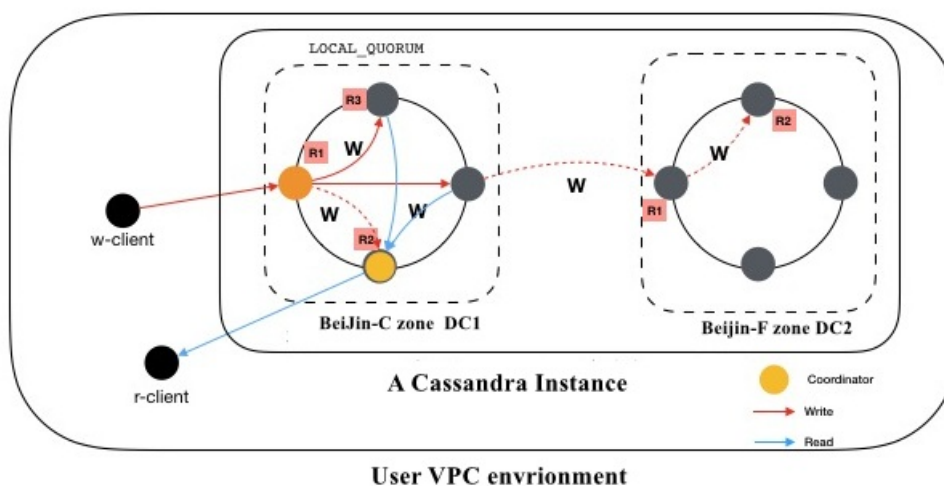 LOCAL_QUORUM
R3
R1
W
W
W
R2
w-client
r-client
BeiJin-C zone DC1
W
R1
W
R2
Beijin-F zone DC2
A Cassandra Instance
Coordinator
Write
Read
User VPC envrionment